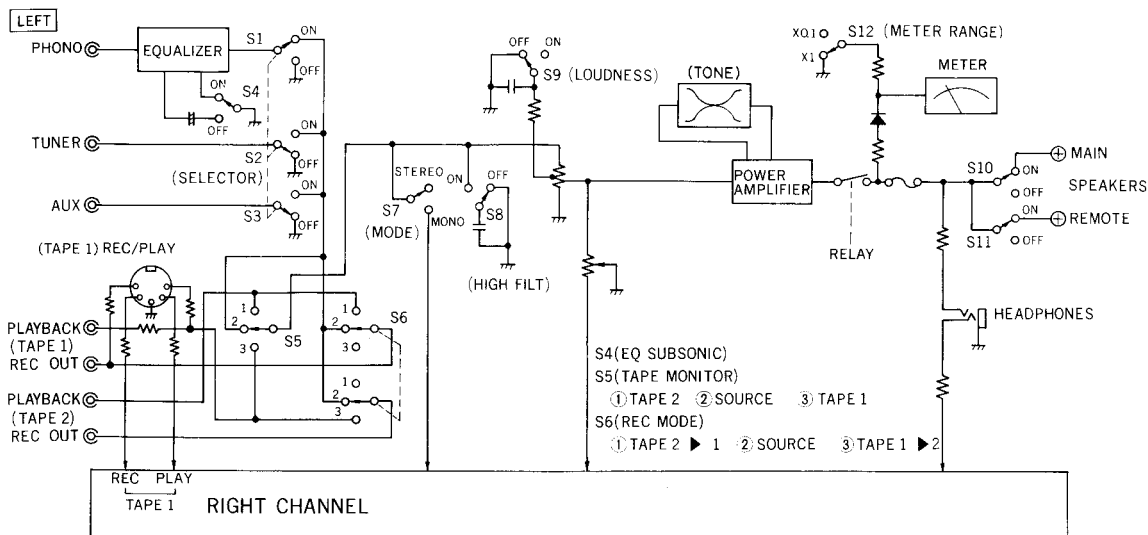 LEFT
PHONO
EQUALIZER
S1
ON
OFF
ON
S4
OFF
TUNER
ON
S2
OFF
(SELECTOR)
ON
AUX
S3
OFF
(TAPE 1) REC/PLAY
PLAYBACK
(TAPE 1)
REC OUT
PLAYBACK
(TAPE 2)
REC OUT
1
2
3
S5
1
2
3
S6
1
2
3
REC PLAY
TAPE 1
RIGHT CHANNEL
STEREO
S7
MONO
(MODE)
ON
OFF
S8
(HIGH FILT)
OFF
ON
S9 (LOUDNESS)
(TONE)
POWER
AMPLIFIER
RELAY
X0.1
X1
S12 (METER RANGE)
METER
S10
ON
OFF
MAIN
SPEAKERS
S11
ON
OFF
REMOTE
HEADPHONES
S4(EQ SUBSONIC)
S5(TAPE MONITOR)
① TAPE 2 ② SOURCE ③ TAPE 1
S6(REC MODE)
① TAPE 2 ▶ 1 ② SOURCE ③ TAPE 1 ▶ 2